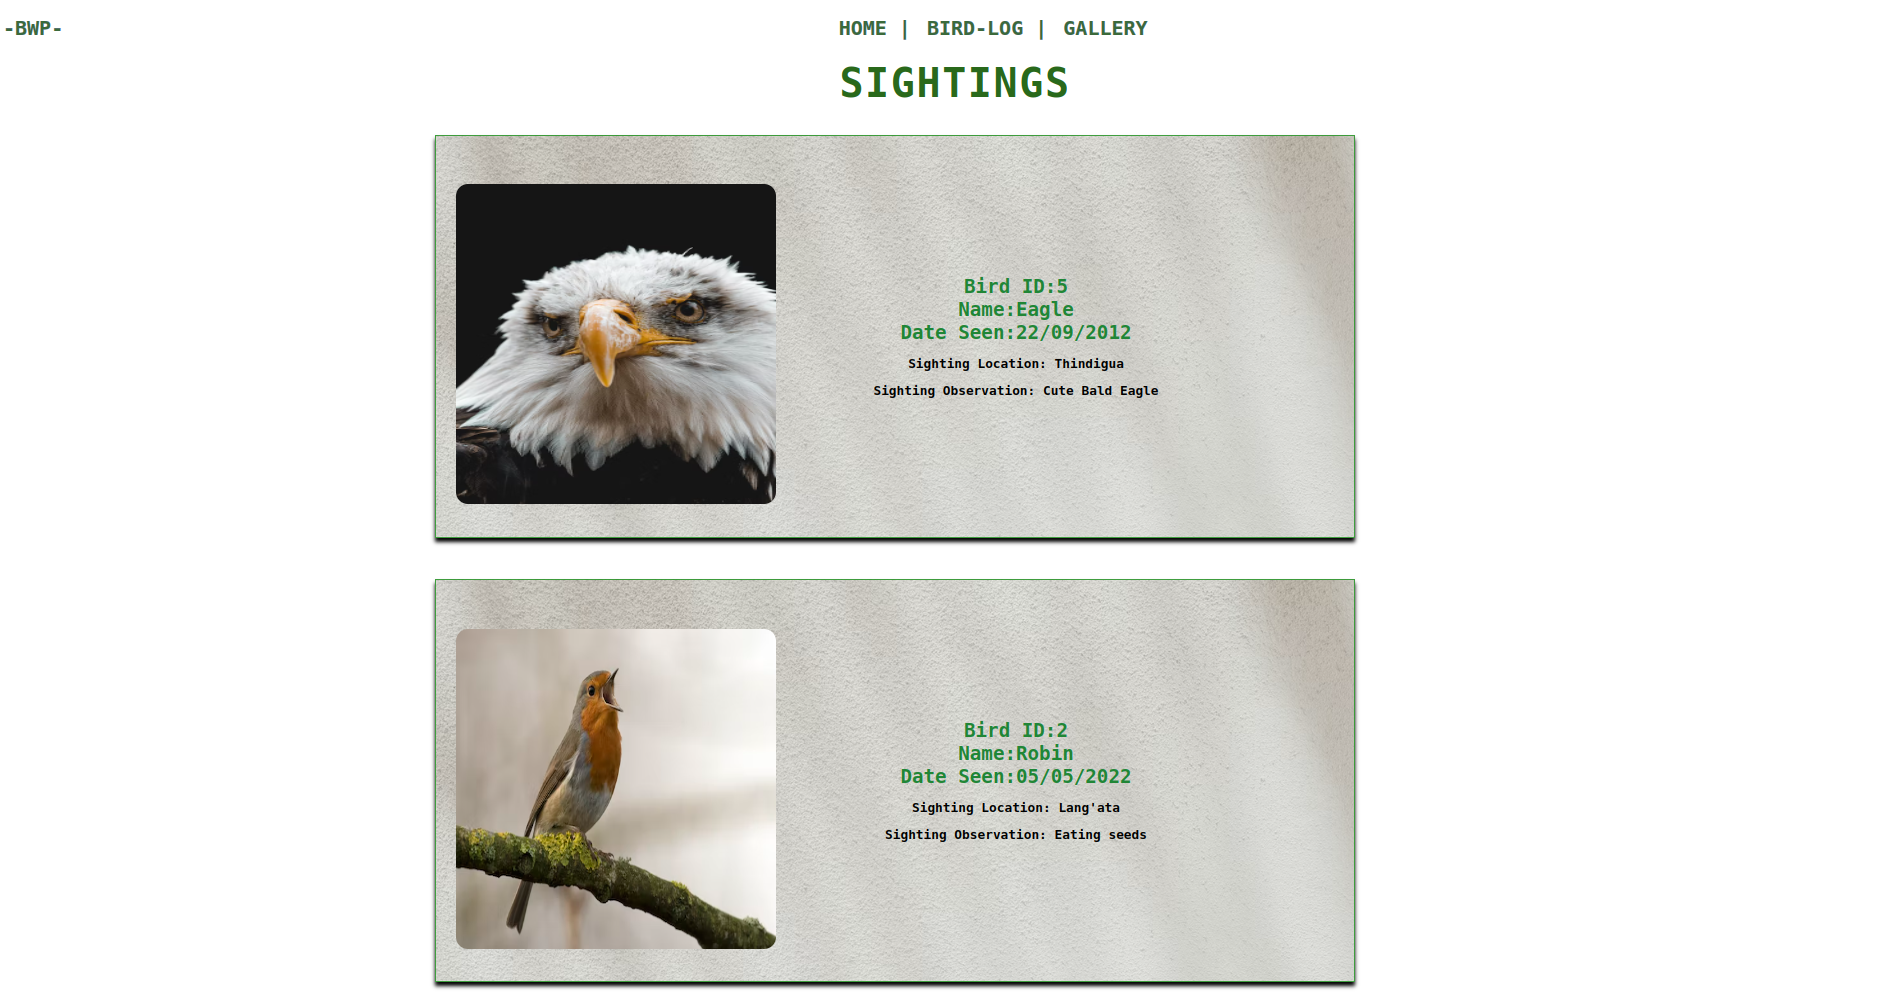 -BWP-
HOME | BIRD-LOG | GALLERY
SIGHTINGS
Bird ID:5
Name:Eagle
Date Seen:22/09/2012
Sighting Location: Thindigua
Sighting Observation: Cute Bald Eagle
Bird ID:2
Name:Robin
Date Seen:05/05/2022
Sighting Location: Lang'ata
Sighting Observation: Eating seeds